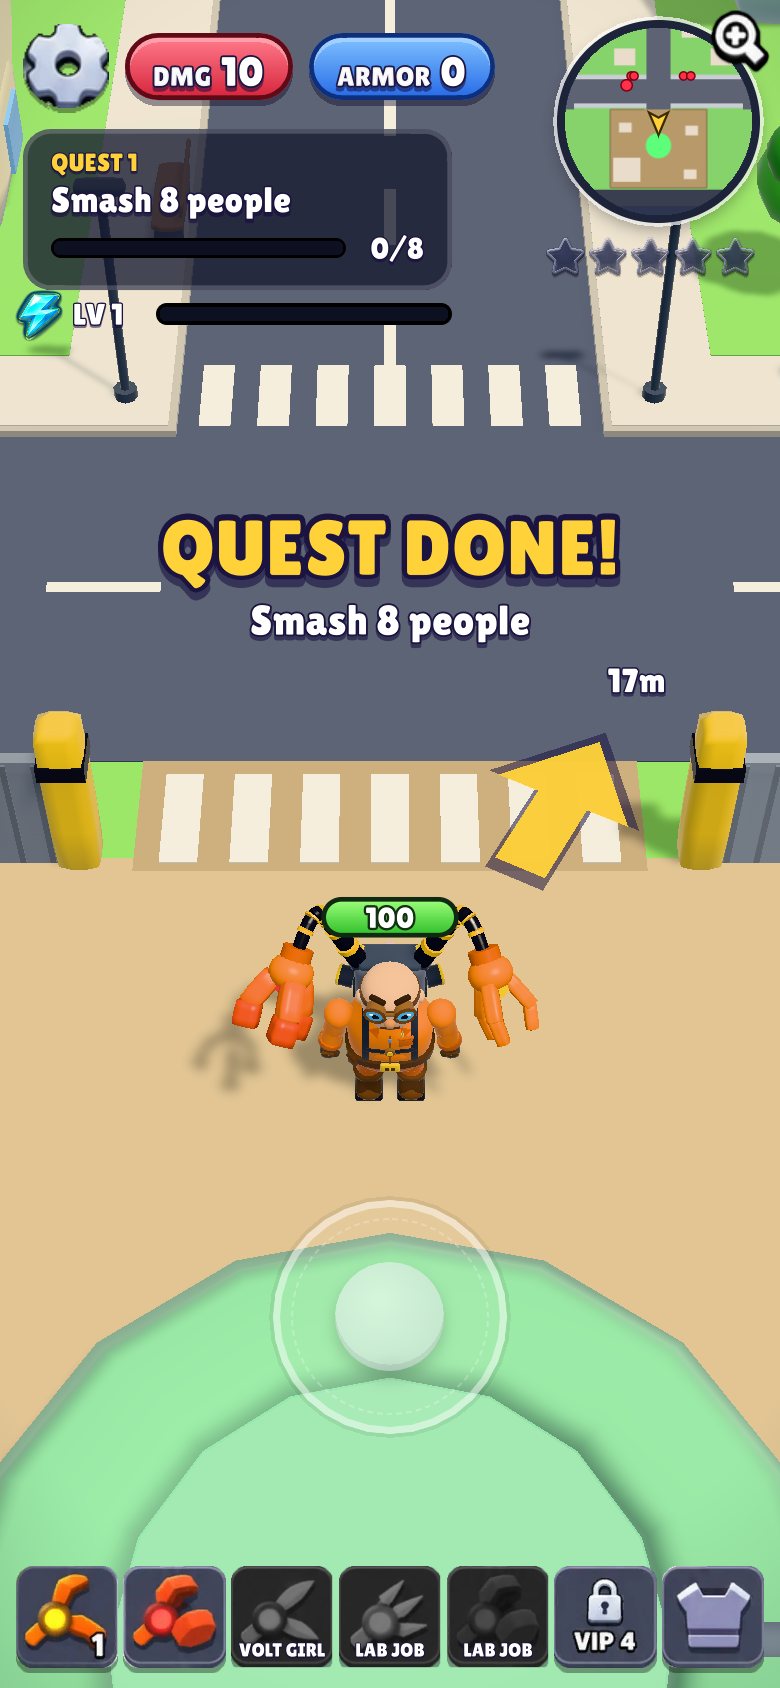 DMG 10
ARMOR 0
QUEST 1
Smash 8 people
0/8
LV 1
QUEST DONE!
Smash 8 people
17m
100
1
VOLT GIRL
LAB JOB
LAB JOB
VIP 4